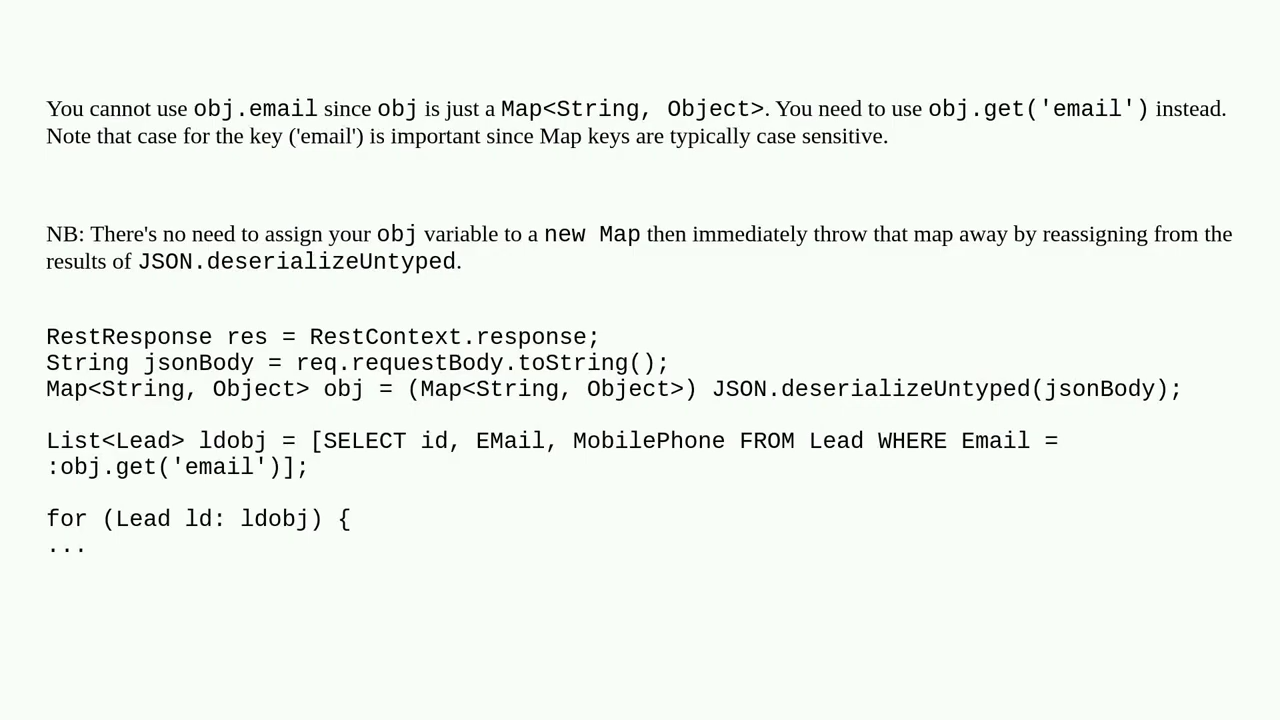 You cannot use obj.email since obj is just a Map<String, Object>. You need to use obj.get('email') instead.
Note that case for the key ('email') is important since Map keys are typically case sensitive.
NB: There's no need to assign your obj variable to a new Map then immediately throw that map away by reassigning from the
results of JSON.deserializeUntyped.
RestResponse res = RestContext.response;
String jsonBody = req.requestBody.toString();
Map<String, Object> obj = (Map<String, Object>) JSON.deserializeUntyped(jsonBody);
List<Lead> ldobj = [SELECT id, EMail, MobilePhone FROM Lead WHERE Email =
:obj.get('email')];
for (Lead ld: ldobj) {
...